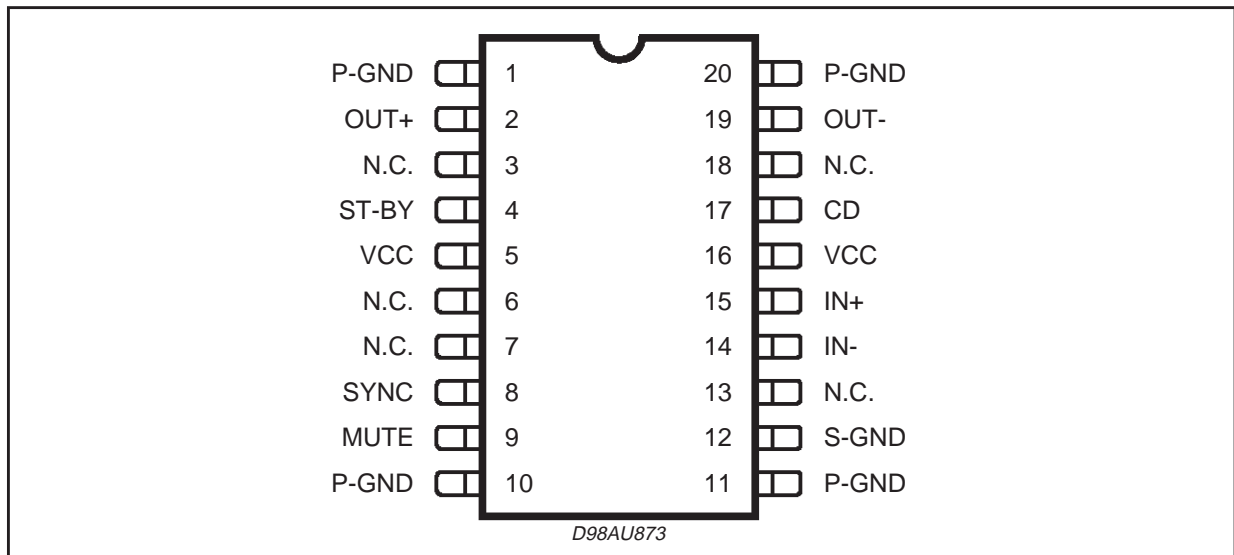 P-GND 1 20 P-GND
OUT+ 2 19 OUT-
N.C. 3 18 N.C.
ST-BY 4 17 CD
VCC 5 16 VCC
N.C. 6 15 IN+
N.C. 7 14 IN-
SYNC 8 13 N.C.
MUTE 9 12 S-GND
P-GND 10 11 P-GND
D98AU873